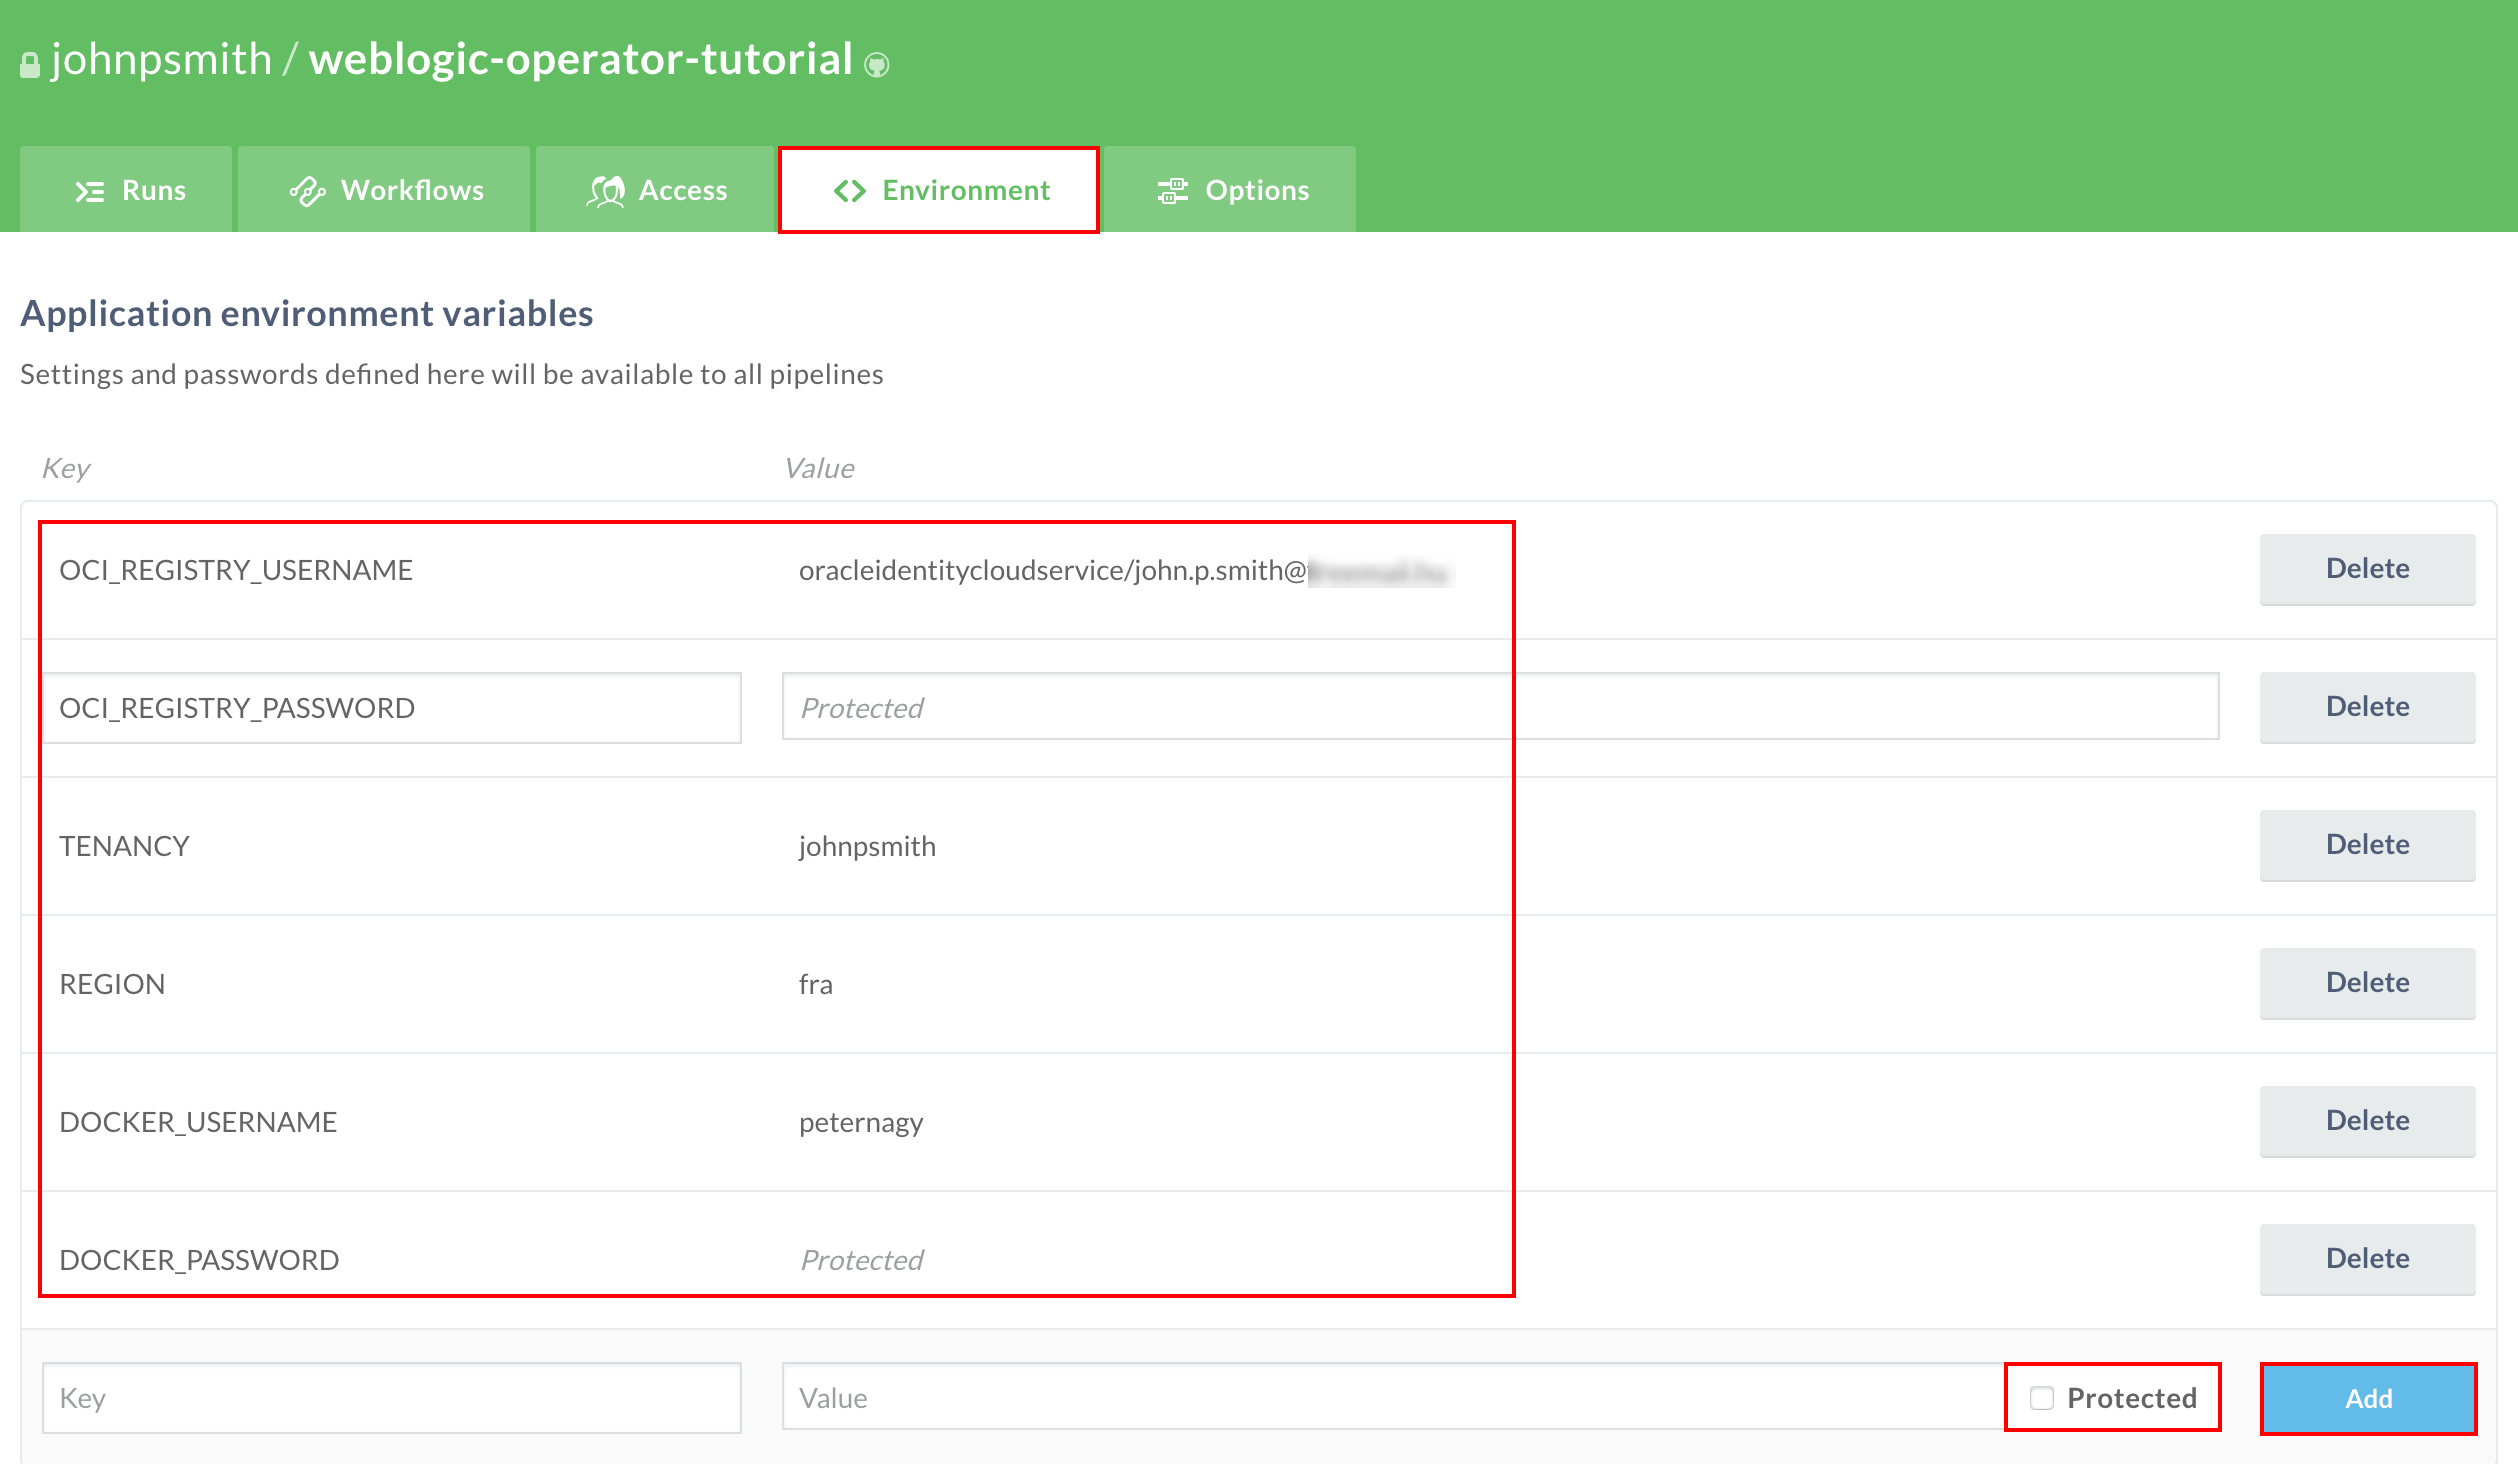 johnpsmith / weblogic-operator-tutorial
Runs Workflows Access Environment Options
Application environment variables
Settings and passwords defined here will be available to all pipelines
Key Value
OCI_REGISTRY_USERNAME oracleidentitycloudservice/john.p.smith@ Delete
OCI_REGISTRY_PASSWORD Protected Delete
TENANCY johnpsmith Delete
REGION fra Delete
DOCKER_USERNAME peternagy Delete
DOCKER_PASSWORD Protected Delete
Key Value Protected Add